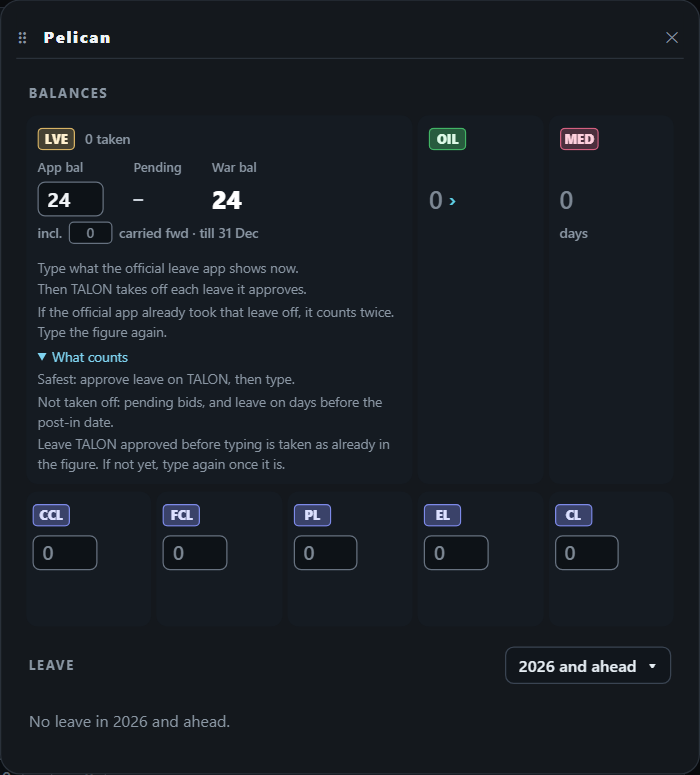 Pelican
BALANCES
LVE 0 taken
App bal Pending War bal
24 – 24
incl. 0 carried fwd · till 31 Dec
Type what the official leave app shows now.
Then TALON takes off each leave it approves.
If the official app already took that leave off, it counts twice.
Type the figure again.
▼ What counts
Safest: approve leave on TALON, then type.
Not taken off: pending bids, and leave on days before the
post-in date.
Leave TALON approved before typing is taken as already in
the figure. If not yet, type again once it is.
OIL
0 ›
MED
0
days
CCL FCL PL EL CL
0 0 0 0 0
LEAVE 2026 and ahead
No leave in 2026 and ahead.